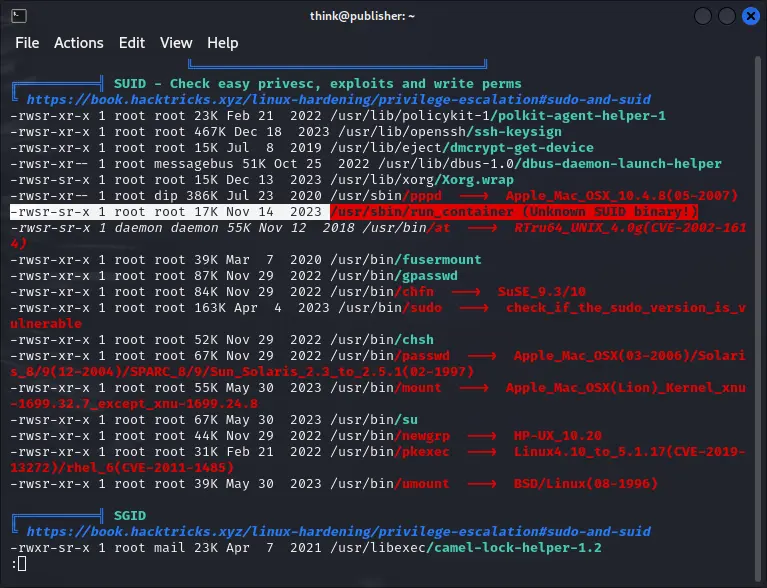 think@publisher: ~
File Actions Edit View Help
╚════════════════════════════════════╝
╔══════════╣ SUID - Check easy privesc, exploits and write perms
╚ https://book.hacktricks.xyz/linux-hardening/privilege-escalation#sudo-and-suid
-rwsr-xr-x 1 root root 23K Feb 21  2022 /usr/lib/policykit-1/polkit-agent-helper-1
-rwsr-xr-x 1 root root 467K Dec 18  2023 /usr/lib/openssh/ssh-keysign
-rwsr-xr-x 1 root root 15K Jul  8  2019 /usr/lib/eject/dmcrypt-get-device
-rwsr-xr-- 1 root messagebus 51K Oct 25  2022 /usr/lib/dbus-1.0/dbus-daemon-launch-helper
-rwsr-sr-x 1 root root 15K Dec 13  2023 /usr/lib/xorg/Xorg.wrap
-rwsr-xr-- 1 root dip 386K Jul 23  2020 /usr/sbin/pppd  --->  Apple_Mac_OSX_10.4.8(05-2007)
-rwsr-sr-x 1 root root 17K Nov 14  2023 /usr/sbin/run_container (Unknown SUID binary!)
-rwsr-sr-x 1 daemon daemon 55K Nov 12  2018 /usr/bin/at  --->  RTru64_UNIX_4.0g(CVE-2002-161
4)
-rwsr-xr-x 1 root root 39K Mar  7  2020 /usr/bin/fusermount
-rwsr-xr-x 1 root root 87K Nov 29  2022 /usr/bin/gpasswd
-rwsr-xr-x 1 root root 84K Nov 29  2022 /usr/bin/chfn  --->  SuSE_9.3/10
-rwsr-xr-x 1 root root 163K Apr  4  2023 /usr/bin/sudo  --->  check_if_the_sudo_version_is_v
ulnerable
-rwsr-xr-x 1 root root 52K Nov 29  2022 /usr/bin/chsh
-rwsr-xr-x 1 root root 67K Nov 29  2022 /usr/bin/passwd  --->  Apple_Mac_OSX(03-2006)/Solari
s_8/9(12-2004)/SPARC_8/9/Sun_Solaris_2.3_to_2.5.1(02-1997)
-rwsr-xr-x 1 root root 55K May 30  2023 /usr/bin/mount  --->  Apple_Mac_OSX(Lion)_Kernel_xnu
-1699.32.7_except_xnu-1699.24.8
-rwsr-xr-x 1 root root 67K May 30  2023 /usr/bin/su
-rwsr-xr-x 1 root root 44K Nov 29  2022 /usr/bin/newgrp  --->  HP-UX_10.20
-rwsr-xr-x 1 root root 31K Feb 21  2022 /usr/bin/pkexec  --->  Linux4.10_to_5.1.17(CVE-2019-
13272)/rhel_6(CVE-2011-1485)
-rwsr-xr-x 1 root root 39K May 30  2023 /usr/bin/umount  --->  BSD/Linux(08-1996)
╔══════════╣ SGID
╚ https://book.hacktricks.xyz/linux-hardening/privilege-escalation#sudo-and-suid
-rwxr-sr-x 1 root mail 23K Apr  7  2021 /usr/libexec/camel-lock-helper-1.2
: